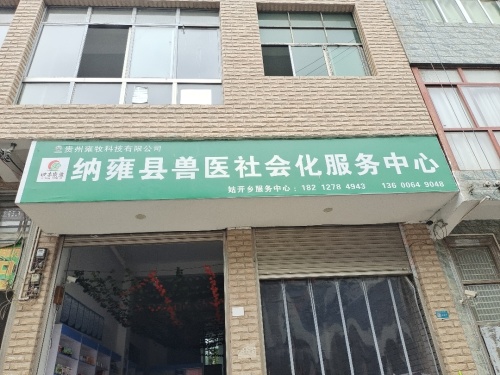 贵州雍牧科技有限公司
纳雍县兽医社会化服务中心
姑开乡服务中心：182 1278 4943 136 0064 9048